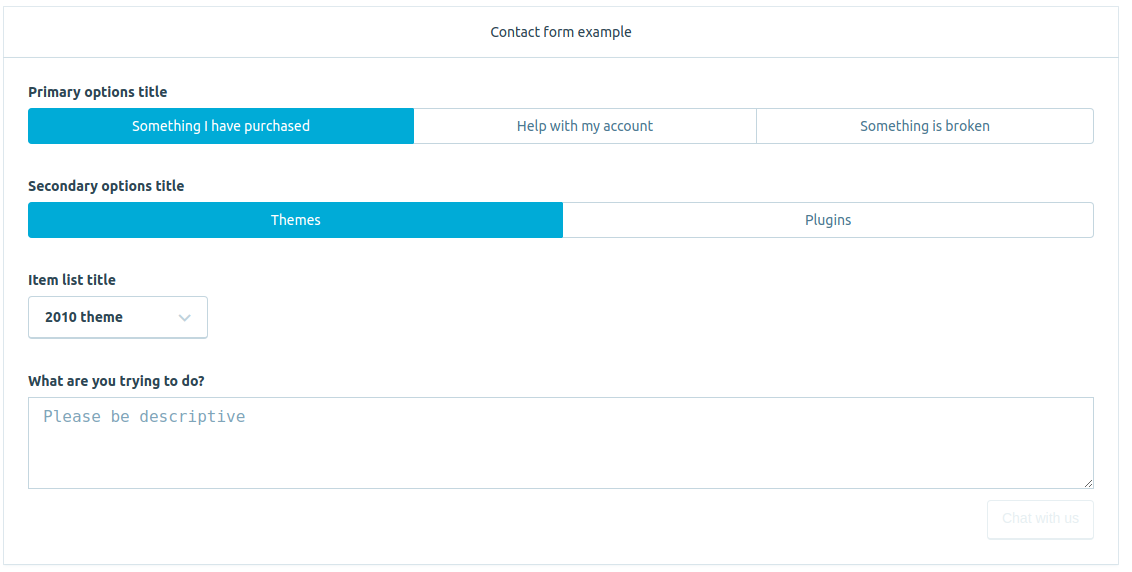 Contact form example
Primary options title
Something I have purchased Help with my account Something is broken
Secondary options title
Themes Plugins
Item list title
2010 theme
What are you trying to do?
Please be descriptive
Chat with us